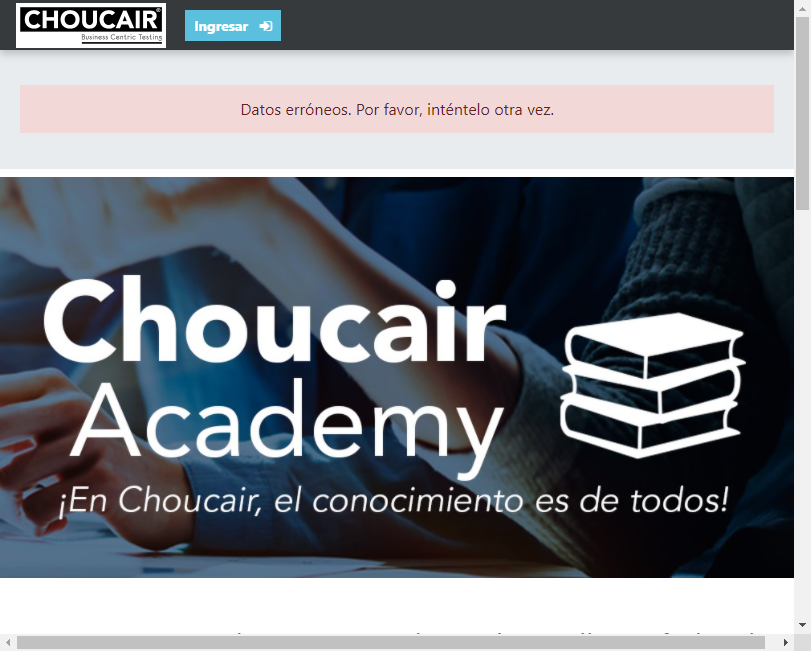 CHOUCAIR®
Business Centric Testing
Ingresar
Datos erróneos. Por favor, inténtelo otra vez.
Choucair
Academy
¡En Choucair, el conocimiento es de todos!